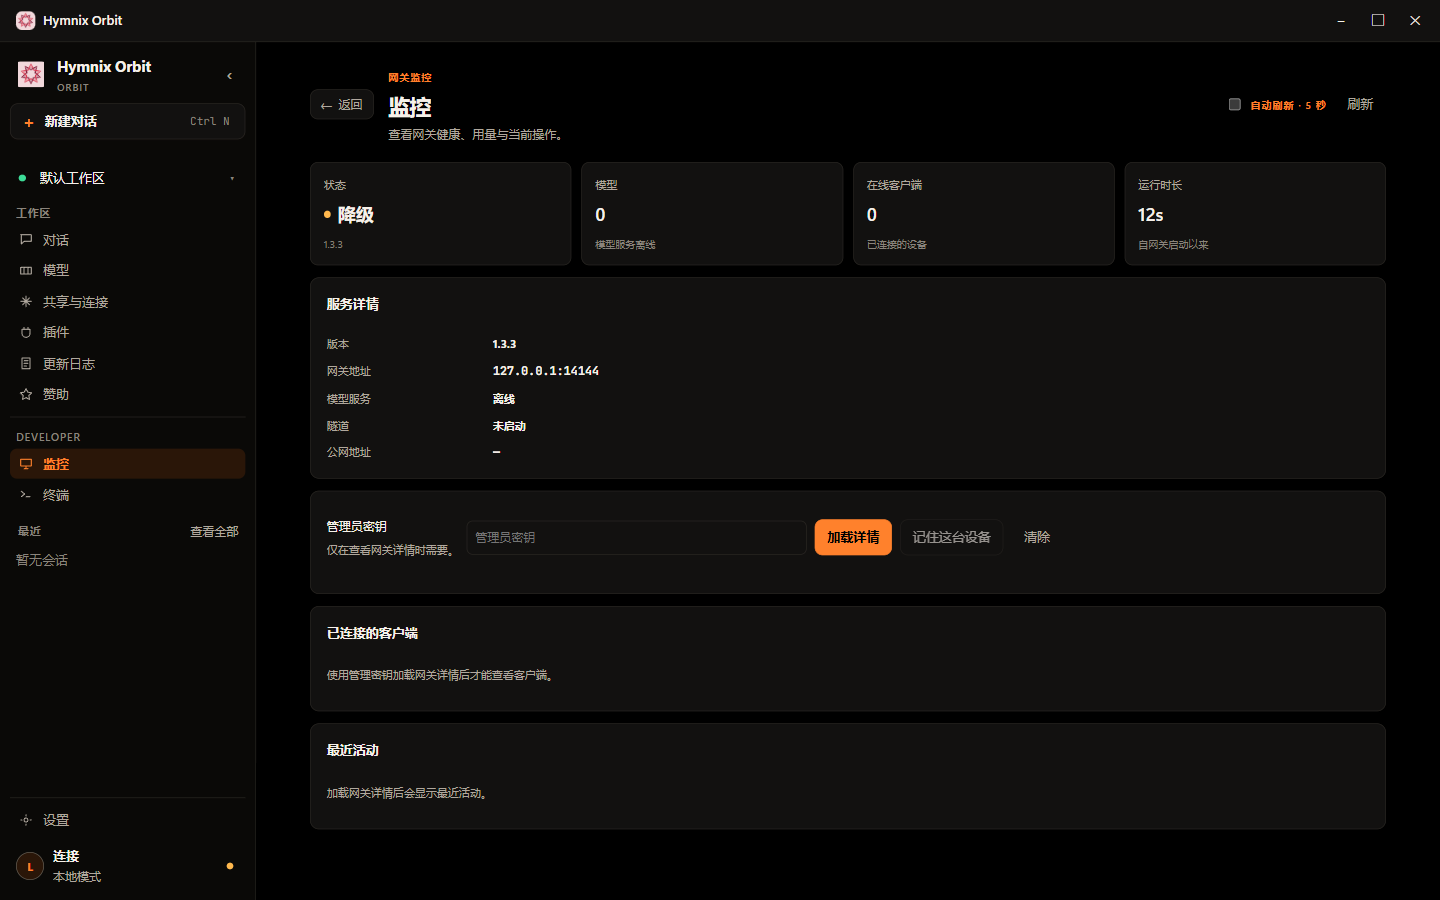 Hymnix Orbit
Hymnix Orbit
ORBIT
‹
+ 新建对话 Ctrl N
默认工作区
工作区
对话
模型
共享与连接
插件
更新日志
赞助
DEVELOPER
监控
终端
最近 查看全部
暂无会话
设置
L
连接
本地模式
← 返回
网关监控
监控
查看网关健康、用量与当前操作。
自动刷新 · 5 秒 刷新
状态
降级
1.3.3
模型
0
模型服务离线
在线客户端
0
已连接的设备
运行时长
12s
自网关启动以来
服务详情
版本 1.3.3
网关地址 127.0.0.1:14144
模型服务 离线
隧道 未启动
公网地址 —
管理员密钥
仅在查看网关详情时需要。
管理员密钥 加载详情 记住这台设备 清除
已连接的客户端
使用管理密钥加载网关详情后才能查看客户端。
最近活动
加载网关详情后会显示最近活动。